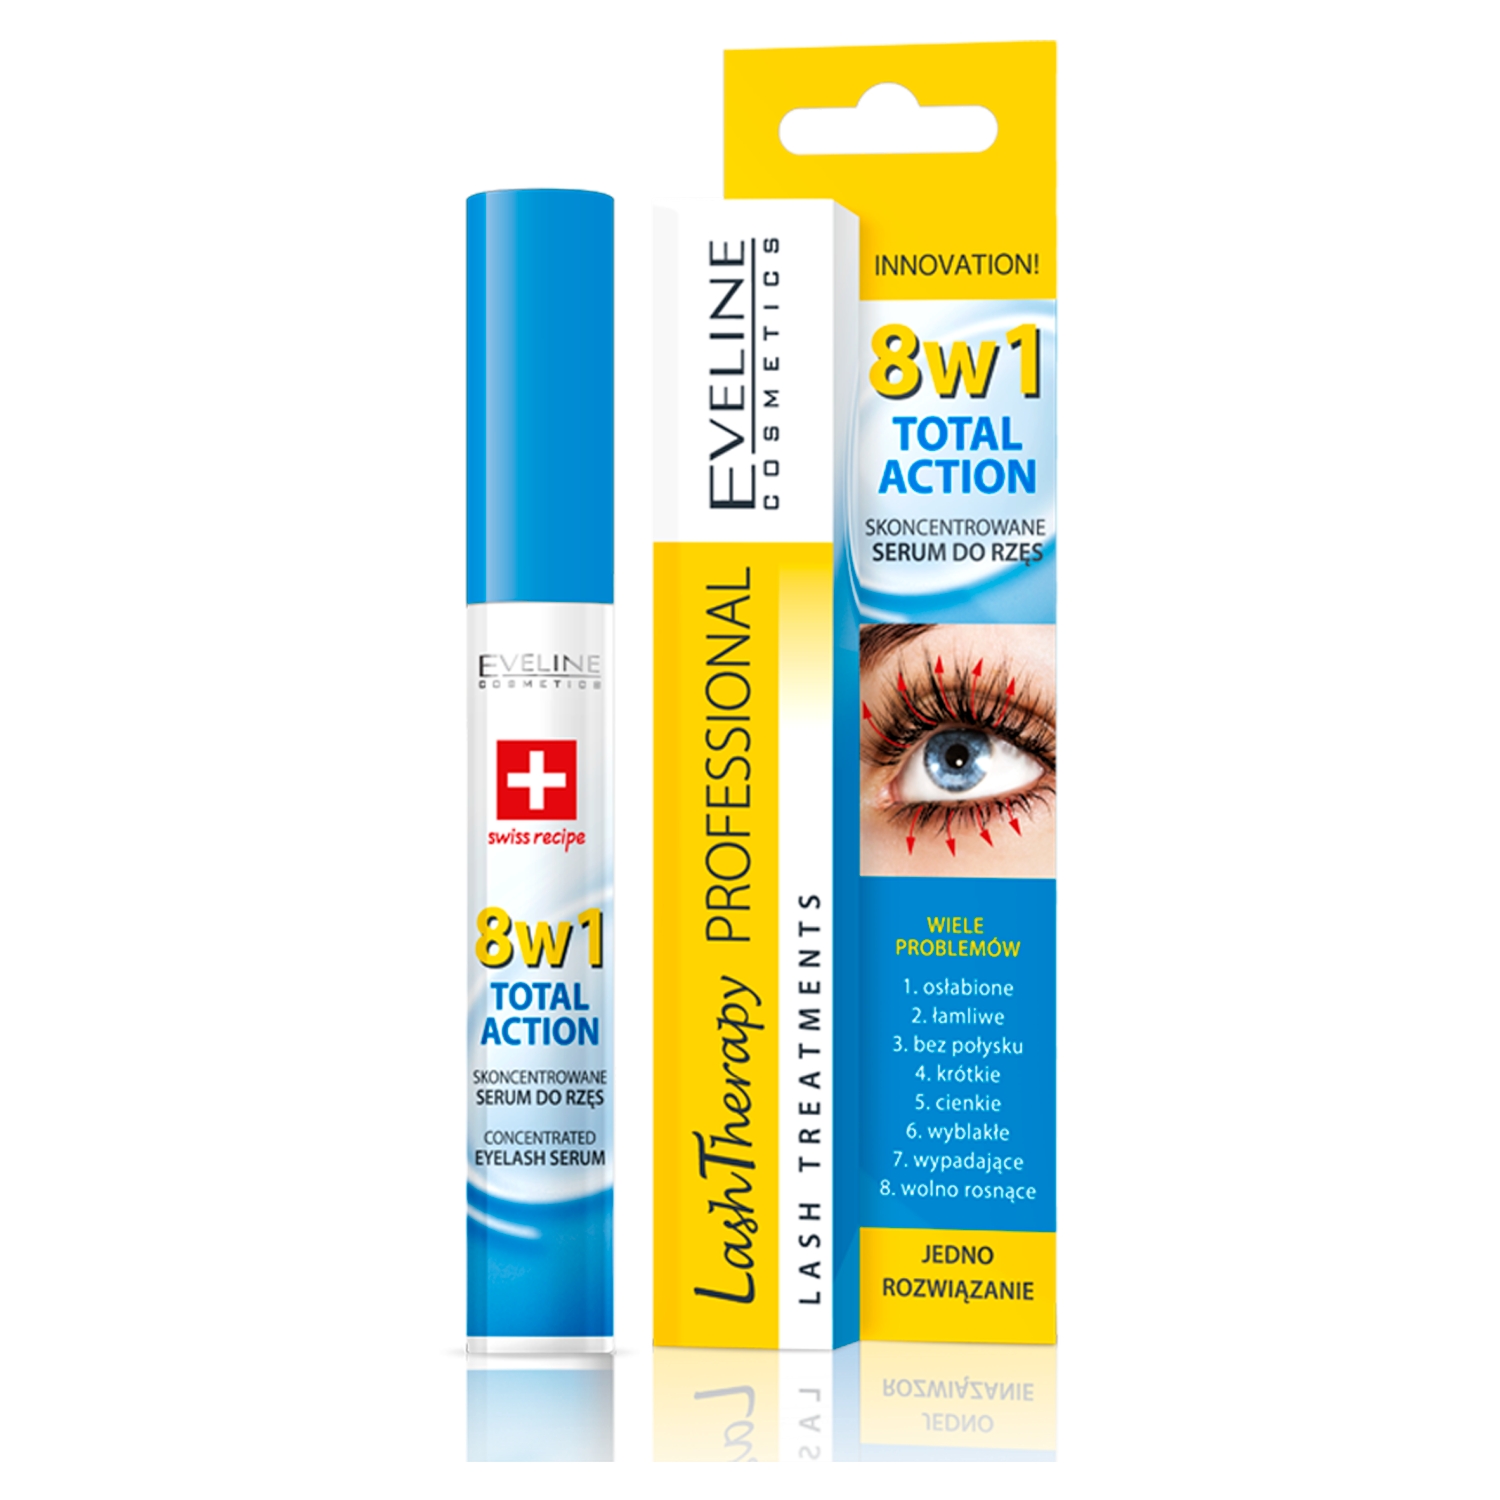 EVELINE
COSMETICS
swiss recipe
8w1
TOTAL
ACTION
SKONCENTROWANE
SERUM DO RZĘS
CONCENTRATED
EYELASH SERUM
EVELINE
COSMETICS
LashTherapy PROFESSIONAL
LASH TREATMENTS
INNOVATION!
8w1
TOTAL
ACTION
SKONCENTROWANE
SERUM DO RZĘS
WIELE
PROBLEMÓW
1. osłabione
2. łamliwe
3. bez połysku
4. krótkie
5. cienkie
6. wyblakłe
7. wypadające
8. wolno rosnące
JEDNO
ROZWIĄZANIE